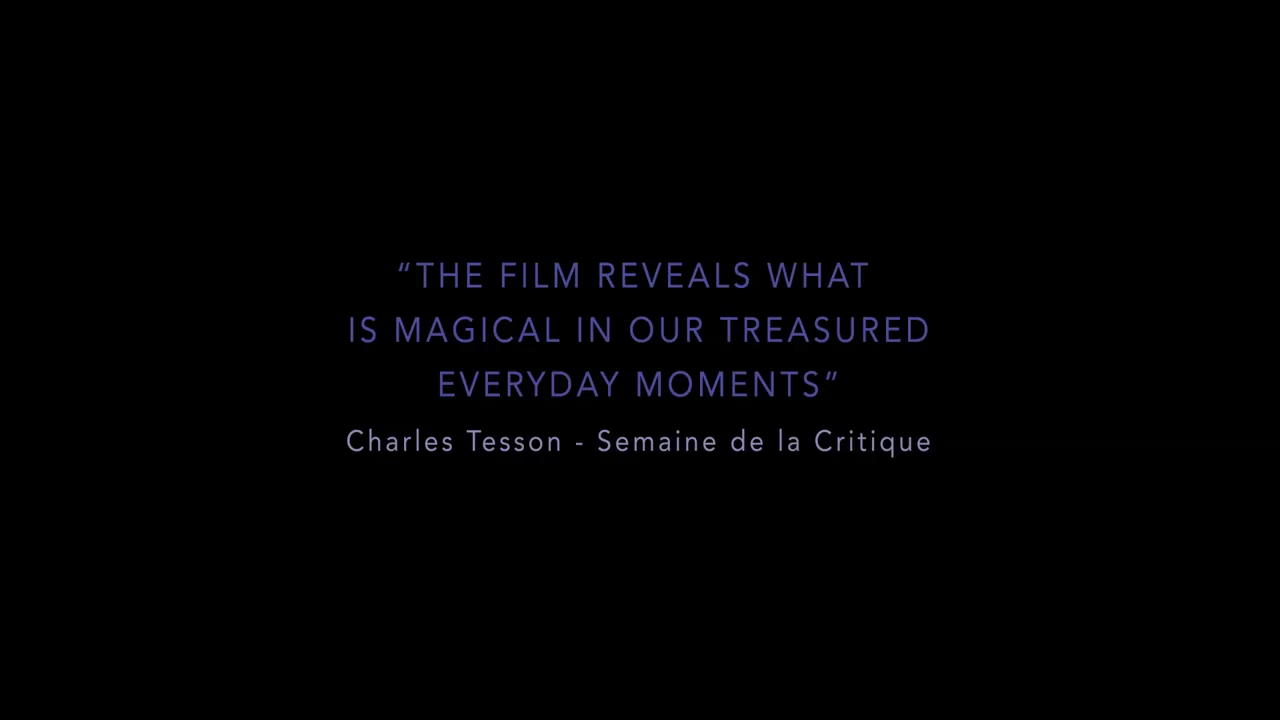 “THE FILM REVEALS WHAT
IS MAGICAL IN OUR TREASURED
EVERYDAY MOMENTS”
Charles Tesson - Semaine de la Critique